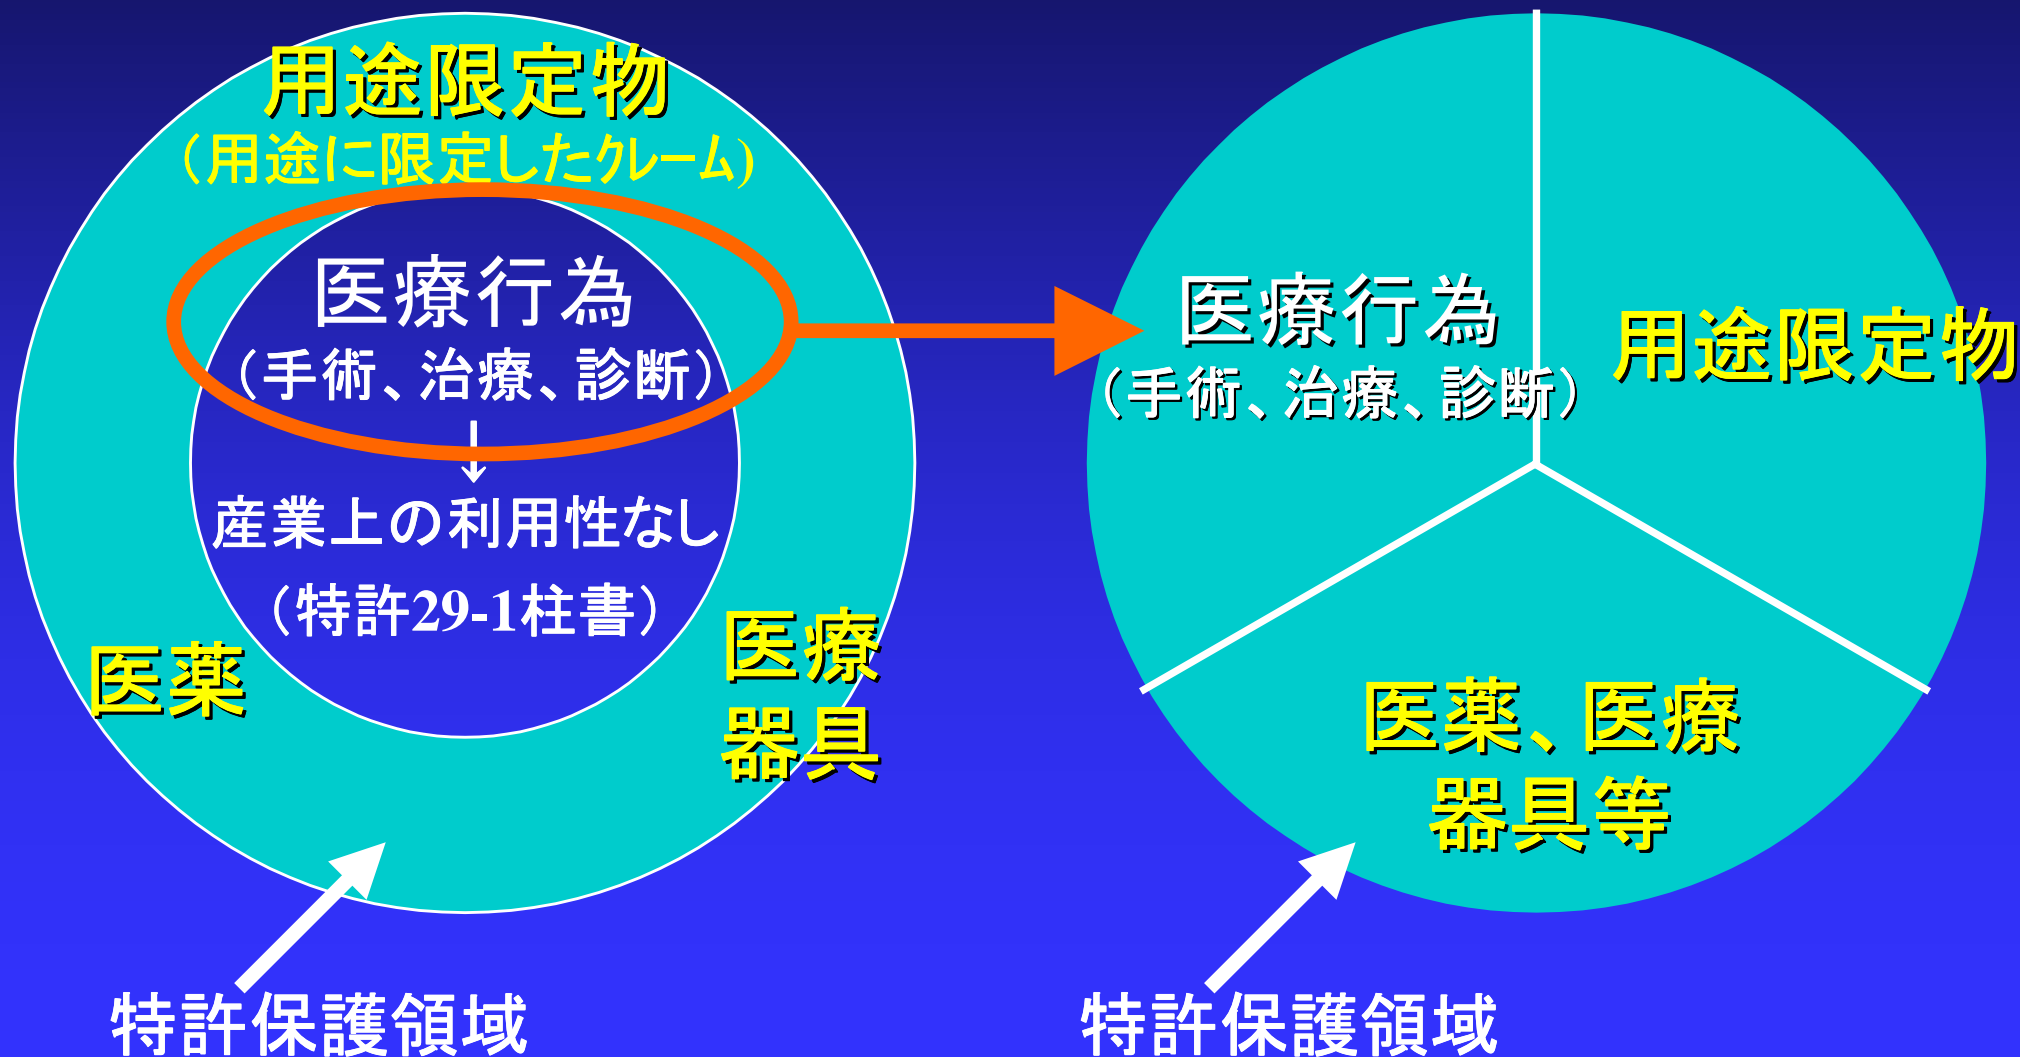 用途限定物
（用途に限定したｸﾚｰﾑ)
医療行為
（手術、治療、診断）
↓
産業上の利用性なし
（特許29-1柱書）
医薬
医療
器具
特許保護領域
医療行為
（手術、治療、診断）
用途限定物
医薬、医療
器具等
特許保護領域